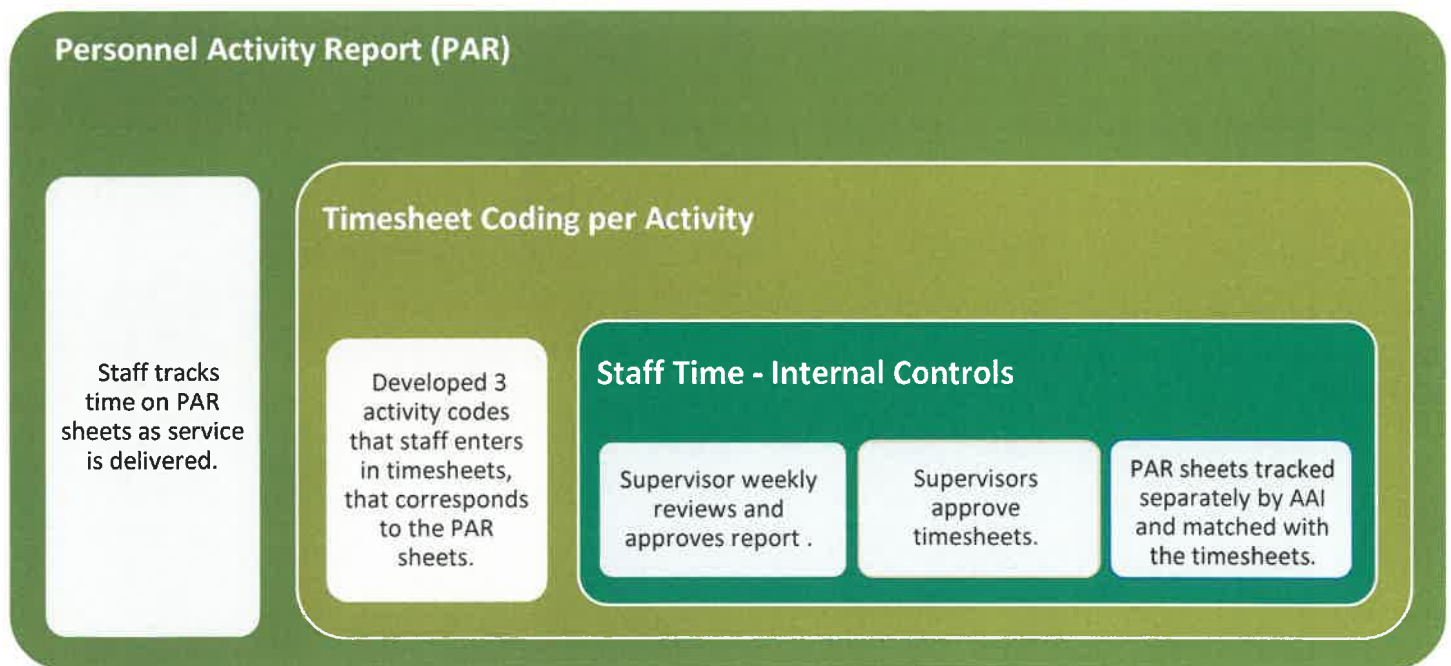 Personnel Activity Report (PAR)
Timesheet Coding per Activity
Staff Time - Internal Controls
Staff tracks
time on PAR
sheets as service
is delivered.
Developed 3
activity codes
that staff enters
in timesheets,
that corresponds
to the PAR
sheets.
Supervisor weekly
reviews and
approves report .
Supervisors
approve
timesheets.
PAR sheets tracked
separately by AAI
and matched with
the timesheets.